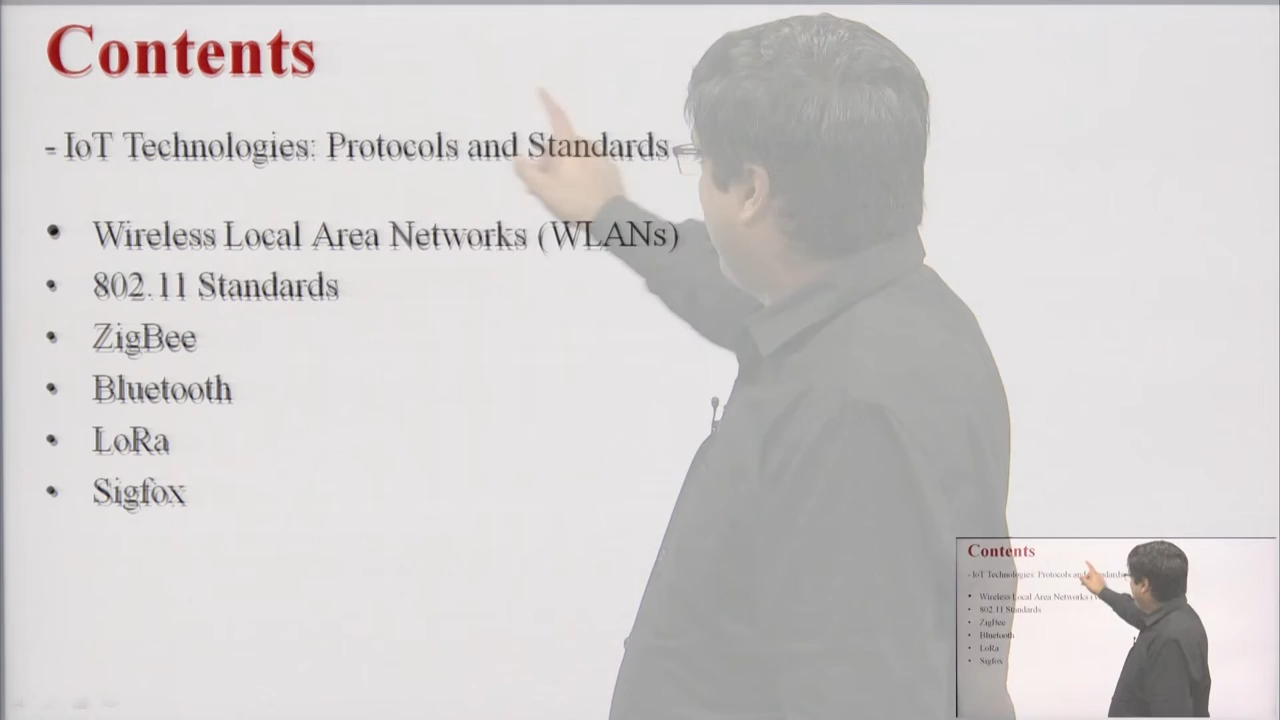 Contents
- IoT Technologies: Protocols and Standards
• Wireless Local Area Networks (WLANs)
• 802.11 Standards
• ZigBee
• Bluetooth
• LoRa
• Sigfox
Contents
- IoT Technologies: Protocols and Standards
• Wireless Local Area Networks
• 802.11 Standards
• ZigBee
• Bluetooth
• LoRa
• Sigfox